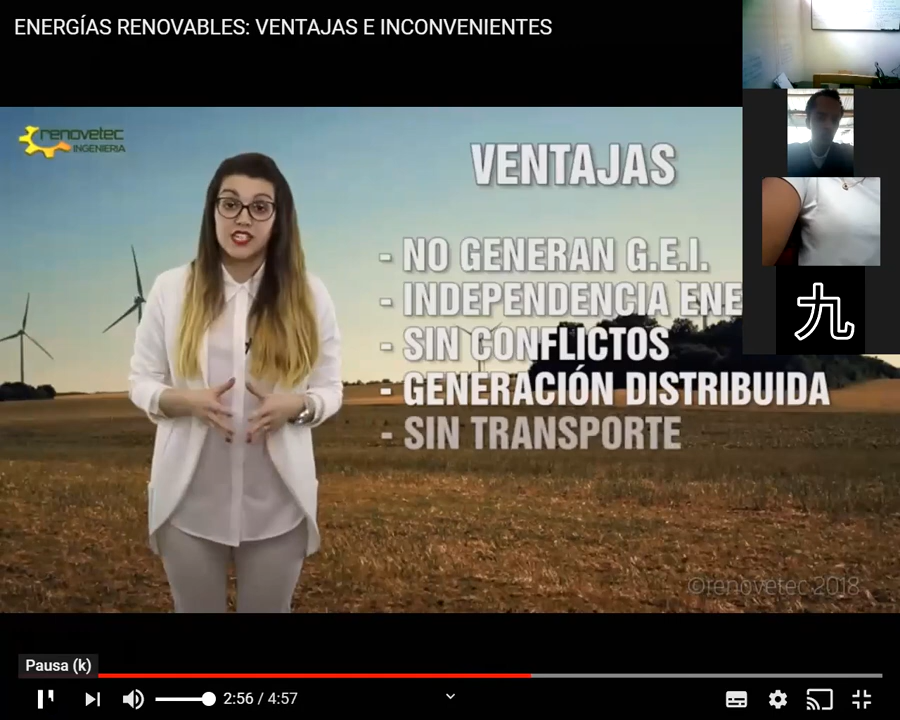 ENERGÍAS RENOVABLES: VENTAJAS E INCONVENIENTES
renovetec
INGENIERIA
VENTAJAS
- NO GENERAN G.E.I.
- INDEPENDENCIA ENE
- SIN CONFLICTOS
- GENERACIÓN DISTRIBUIDA
- SIN TRANSPORTE
九
©renovetec 2018
Pausa (k)
2:56 / 4:57